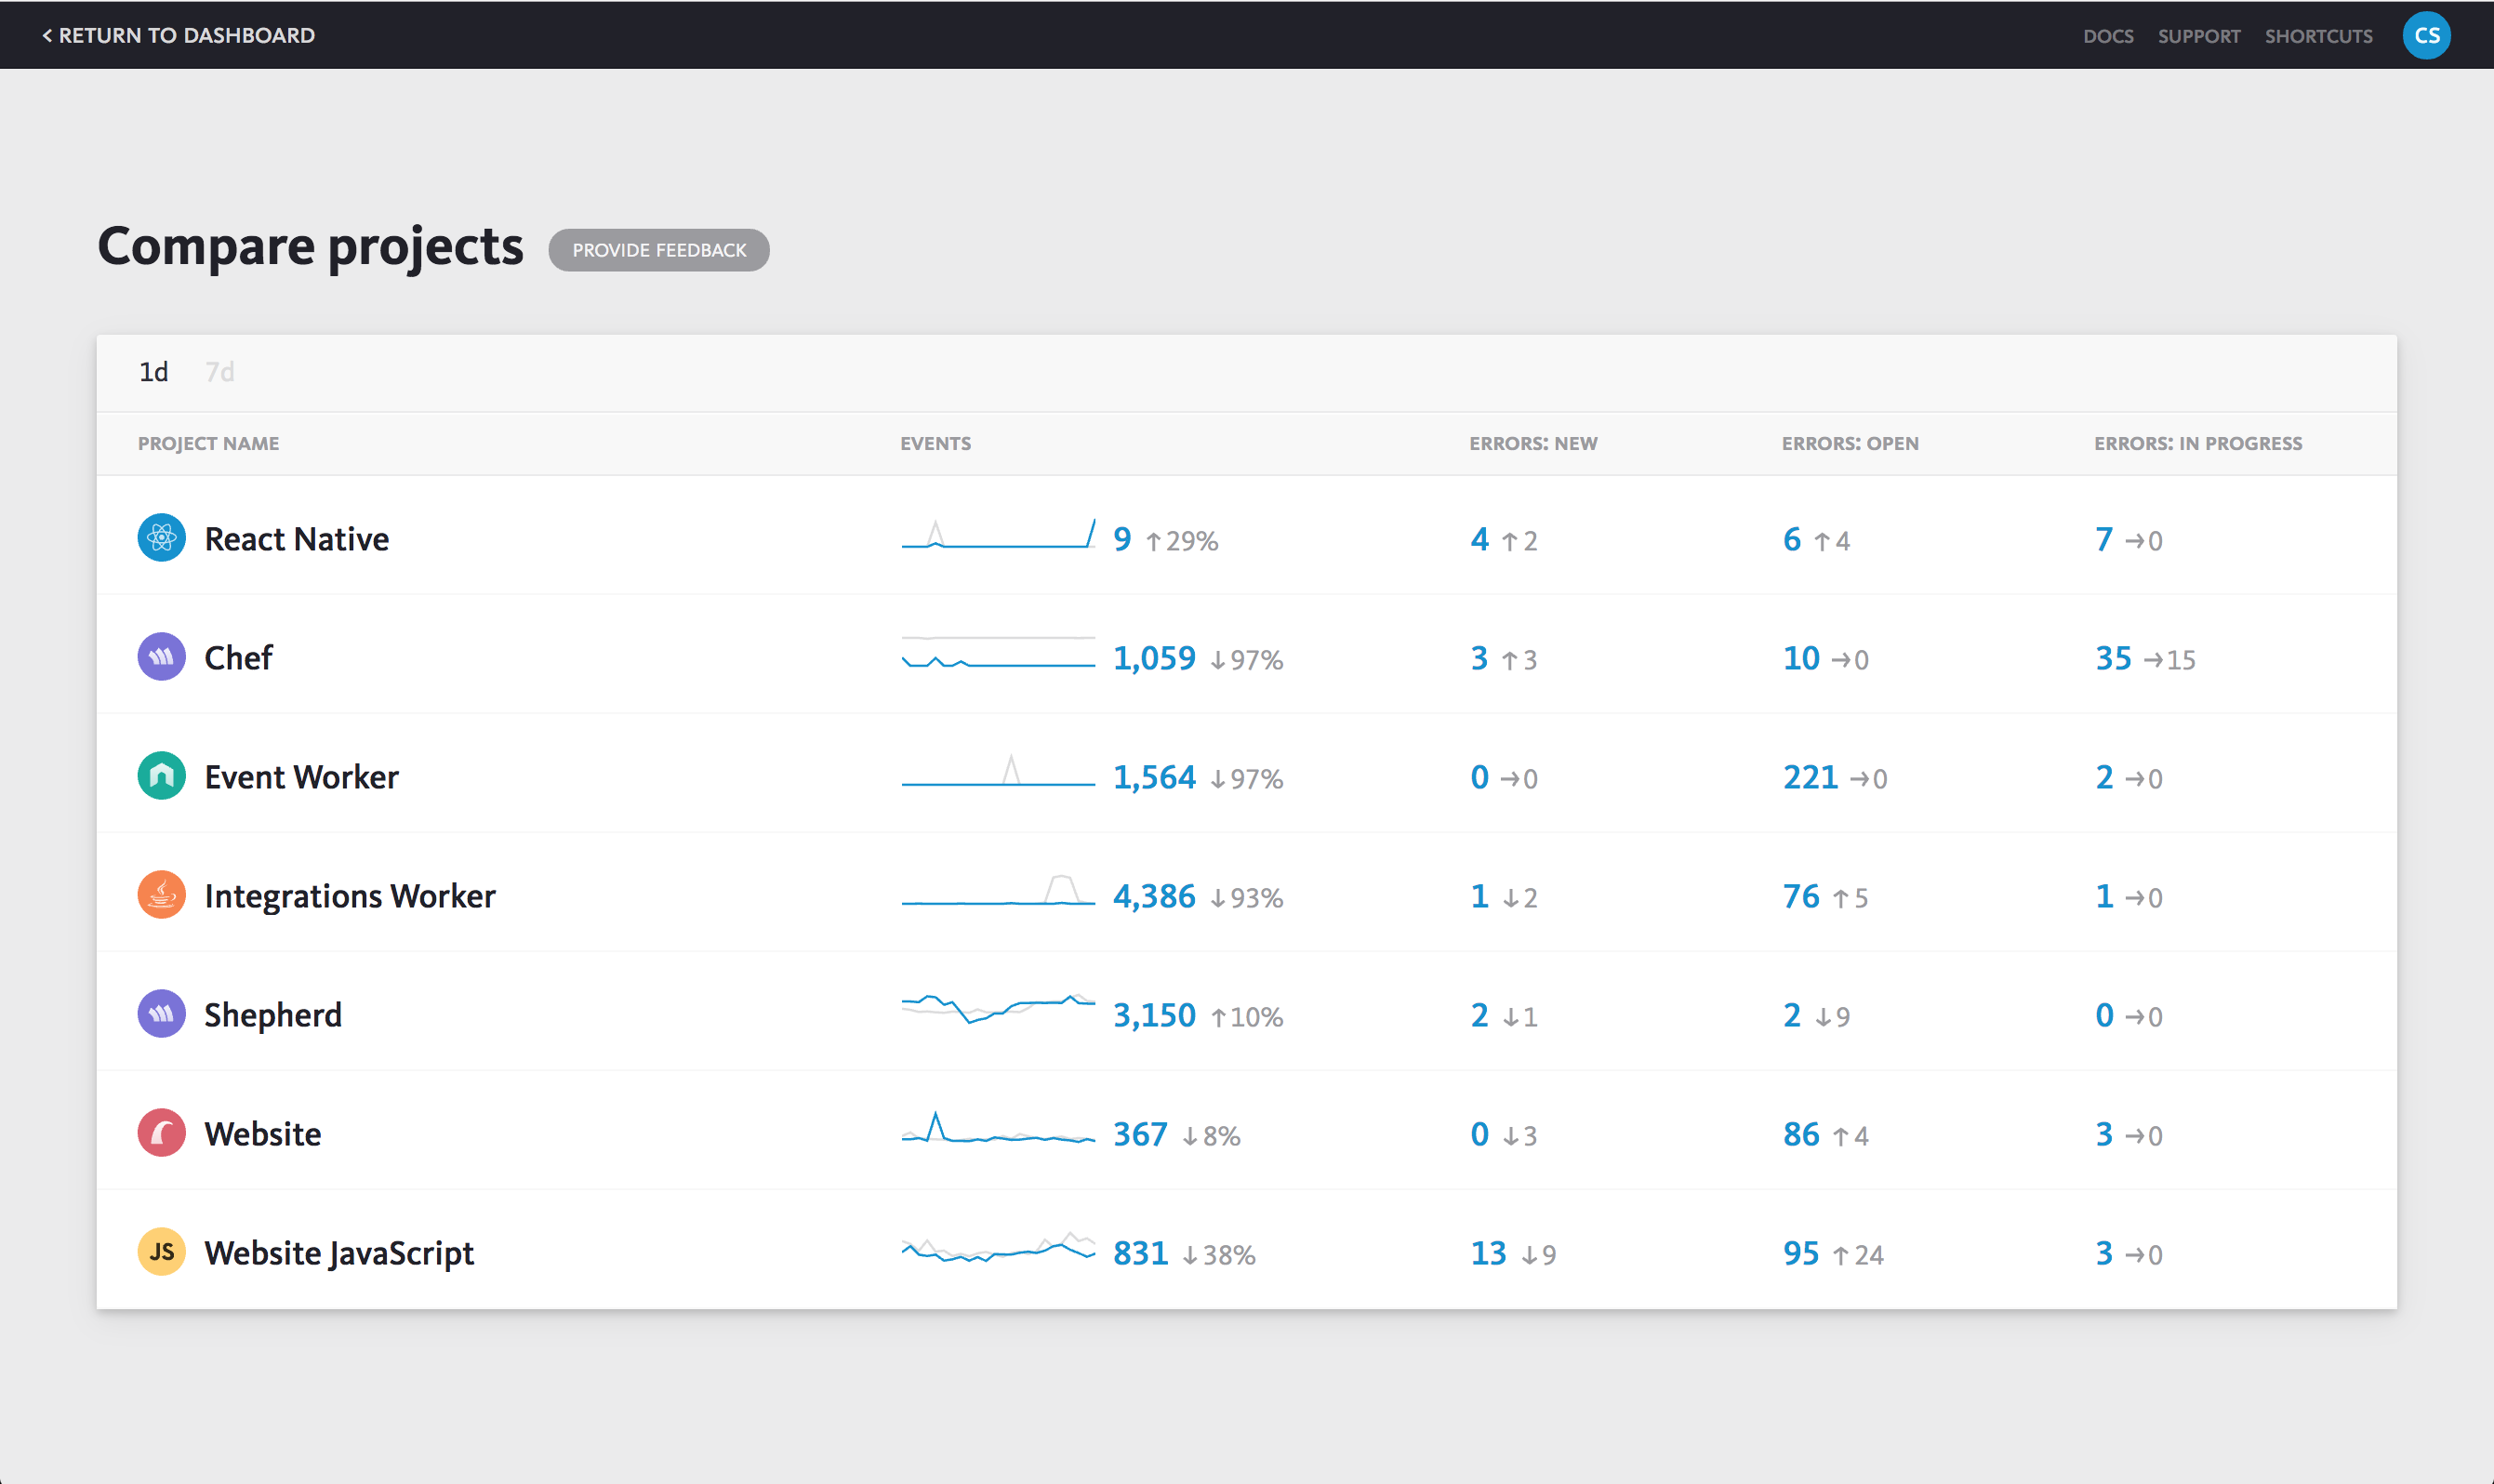 < RETURN TO DASHBOARD DOCS SUPPORT SHORTCUTS CS
Compare projects PROVIDE FEEDBACK
1d 7d
PROJECT NAME EVENTS ERRORS: NEW ERRORS: OPEN ERRORS: IN PROGRESS
React Native 9 ↑29% 4 ↑2 6 ↑4 7 →0
Chef 1,059 ↓97% 3 ↑3 10 →0 35 →15
Event Worker 1,564 ↓97% 0 →0 221 →0 2 →0
Integrations Worker 4,386 ↓93% 1 ↓2 76 ↑5 1 →0
Shepherd 3,150 ↑10% 2 ↓1 2 ↓9 0 →0
Website 367 ↓8% 0 ↓3 86 ↑4 3 →0
JS Website JavaScript 831 ↓38% 13 ↓9 95 ↑24 3 →0